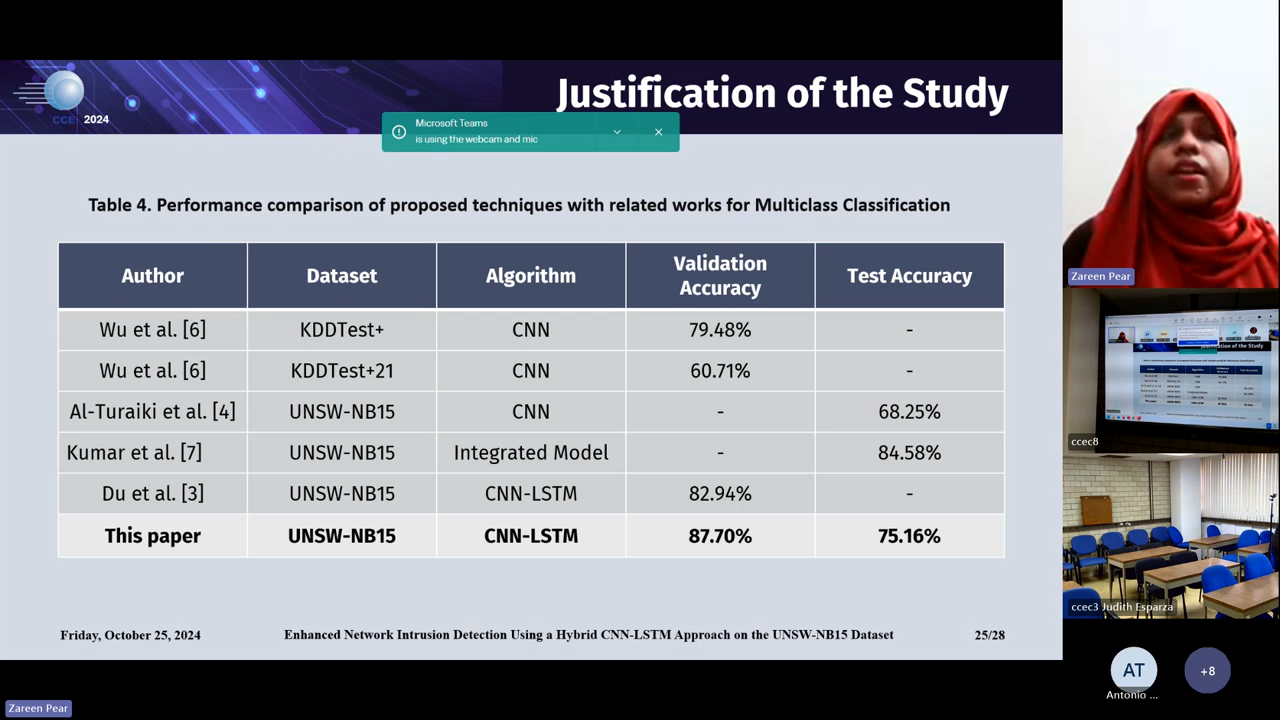 CCE 2024
Justification of the Study
Microsoft Teams
is using the webcam and mic
Table 4. Performance comparison of proposed techniques with related works for Multiclass Classification
Author Dataset Algorithm Validation Accuracy Test Accuracy
Wu et al. [6] KDDTest+ CNN 79.48% -
Wu et al. [6] KDDTest+21 CNN 60.71% -
Al-Turaiki et al. [4] UNSW-NB15 CNN - 68.25%
Kumar et al. [7] UNSW-NB15 Integrated Model - 84.58%
Du et al. [3] UNSW-NB15 CNN-LSTM 82.94% -
This paper UNSW-NB15 CNN-LSTM 87.70% 75.16%
Friday, October 25, 2024 Enhanced Network Intrusion Detection Using a Hybrid CNN-LSTM Approach on the UNSW-NB15 Dataset 25/28
Zareen Pear
Zareen Pear
Justification of the Study
ccec8
ccec3 Judith Esparza
AT
Antonio ...
+8